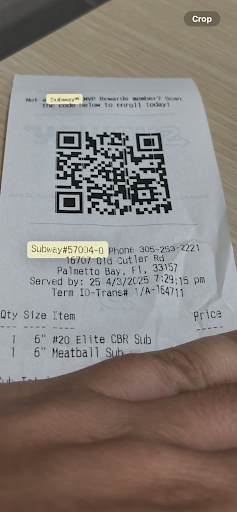 Crop
Not a Subway® MVP Rewards member? Scan
the code below to enroll today!
Subway#57004-0 Phone 305-253-2221
16707 Old Cutler Rd
Palmetto Bay, Fl, 33157
Served by: 25 4/3/2025 7:29:15 pm
Term ID-Trans# 1/A-164711
Qty Size Item Price
1 6" #20 Elite CBR Sub
1 6" Meatball Sub
Sub